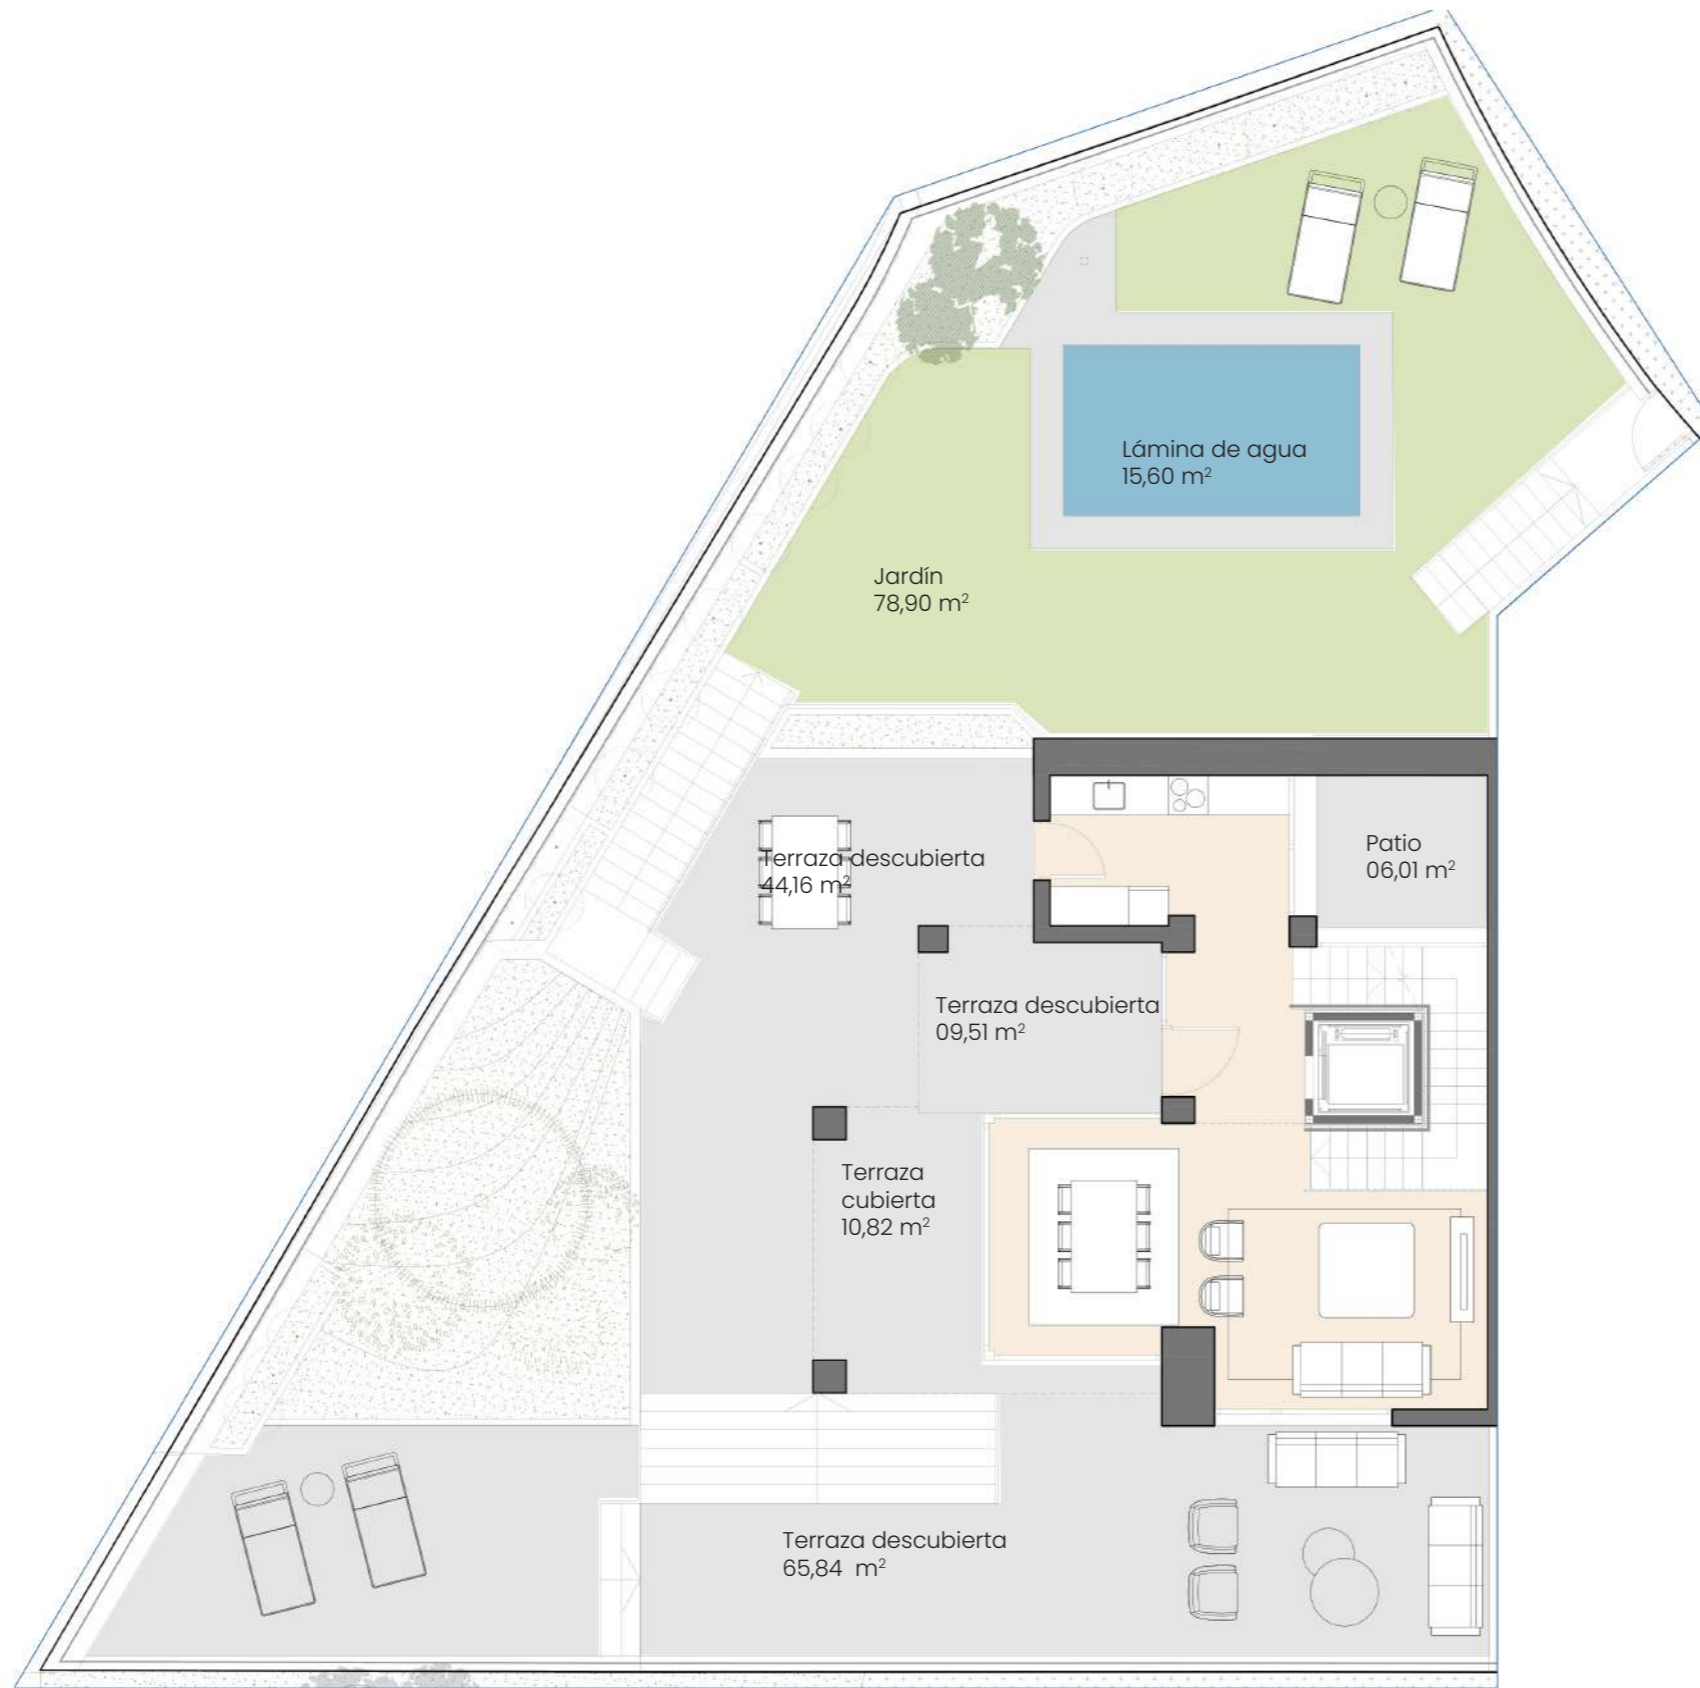 Lámina de agua
15,60 m²
Jardín
78,90 m²
Terraza descubierta
44,16 m²
Patio
06,01 m²
Terraza descubierta
09,51 m²
Terraza
cubierta
10,82 m²
Terraza descubierta
65,84 m²